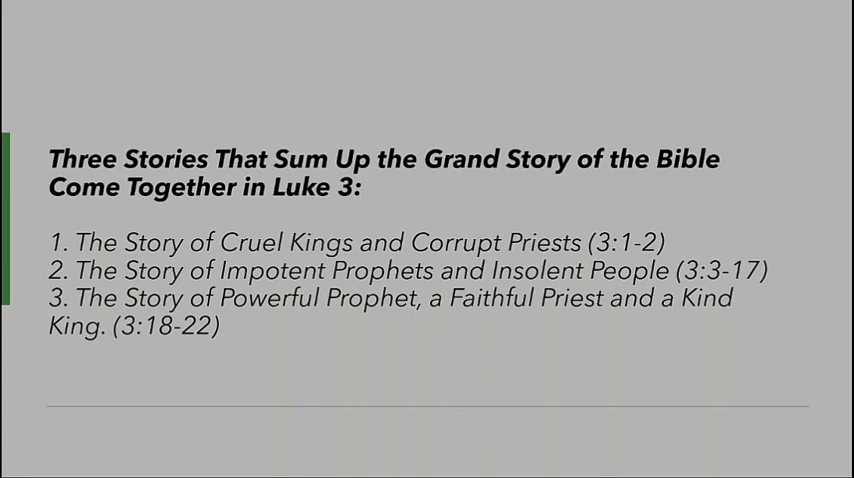 Three Stories That Sum Up the Grand Story of the Bible
Come Together in Luke 3:
1. The Story of Cruel Kings and Corrupt Priests (3:1-2)
2. The Story of Impotent Prophets and Insolent People (3:3-17)
3. The Story of Powerful Prophet, a Faithful Priest and a Kind
King. (3:18-22)